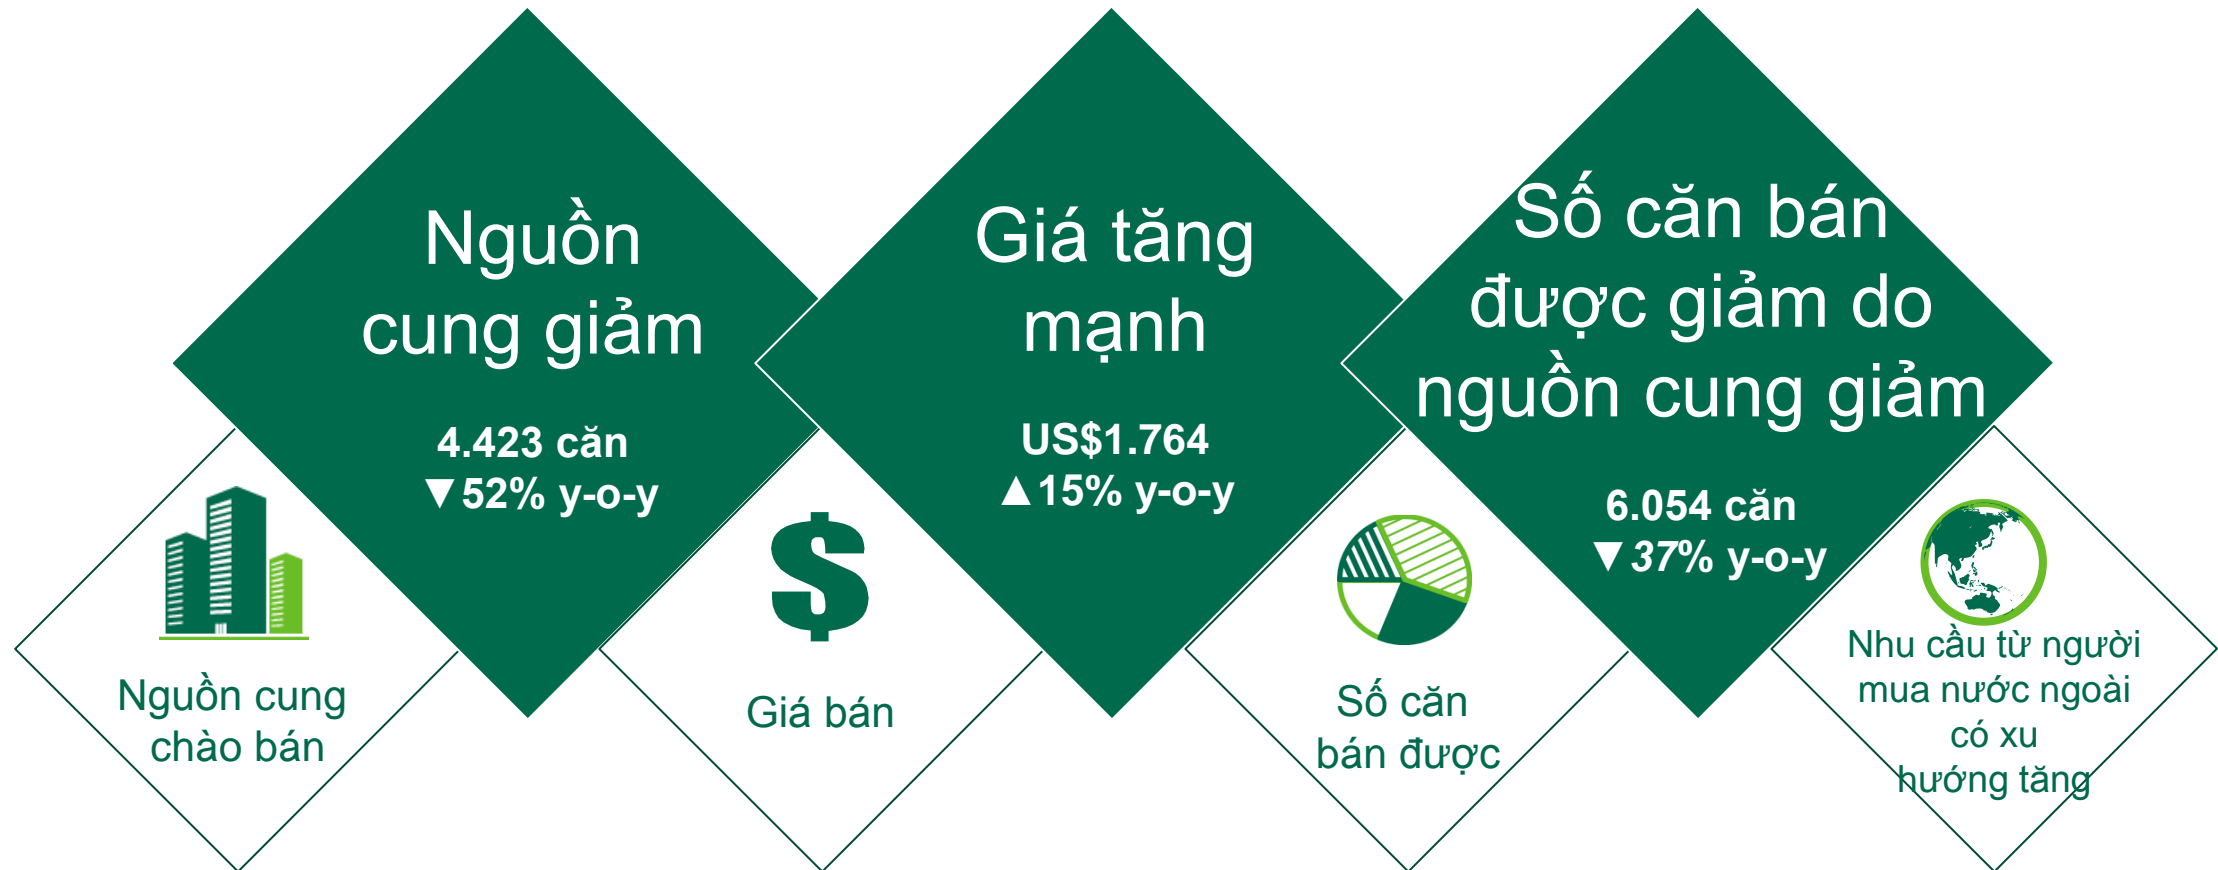 Nguồn
cung giảm
4.423 căn
▼52% y-o-y
Giá tăng
mạnh
US$1.764
▲15% y-o-y
Số căn bán
được giảm do
nguồn cung giảm
6.054 căn
▼37% y-o-y
Nguồn cung
chào bán
$
Giá bán
Số căn
bán được
Nhu cầu từ người
mua nước ngoài
có xu
hướng tăng